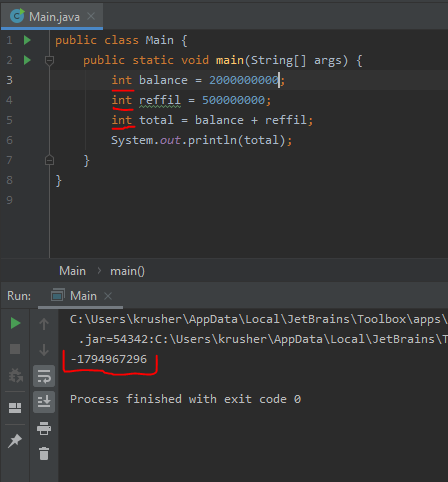 Main.java ×
1 public class Main {
2 public static void main(String[] args) {
3 int balance = 2000000000;
4 int reffil = 500000000;
5 int total = balance + reffil;
6 System.out.println(total);
7 }
8 }
9
Main › main()
Run: Main ×
C:\Users\krusher\AppData\Local\JetBrains\Toolbox\apps\
.jar=54342:C:\Users\krusher\AppData\Local\JetBrains\T
-1794967296
Process finished with exit code 0